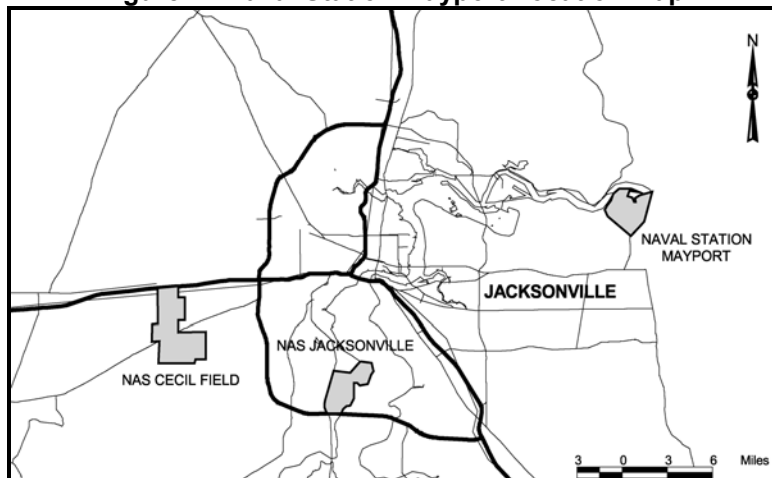 N
NAVAL STATION
MAYPORT
JACKSONVILLE
NAS JACKSONVILLE
NAS CECIL FIELD
3 0 3 6 Miles